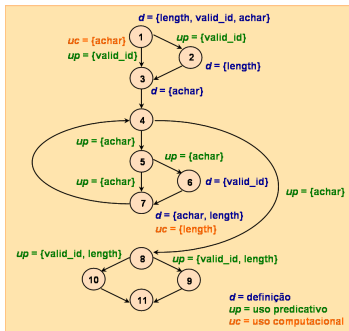 d = {length, valid_id, achar}
1
uc = {achar}
up = {valid_id}
up = {valid_id}
2
d = {length}
3
d = {achar}
4
up = {achar}
5
up = {achar}
up = {achar}
6
d = {valid_id}
up = {achar}
7
d = {achar, length}
uc = {length}
up = {valid_id, length}
8
up = {valid_id, length}
10
9
11
d = definição
up = uso predicativo
uc = uso computacional